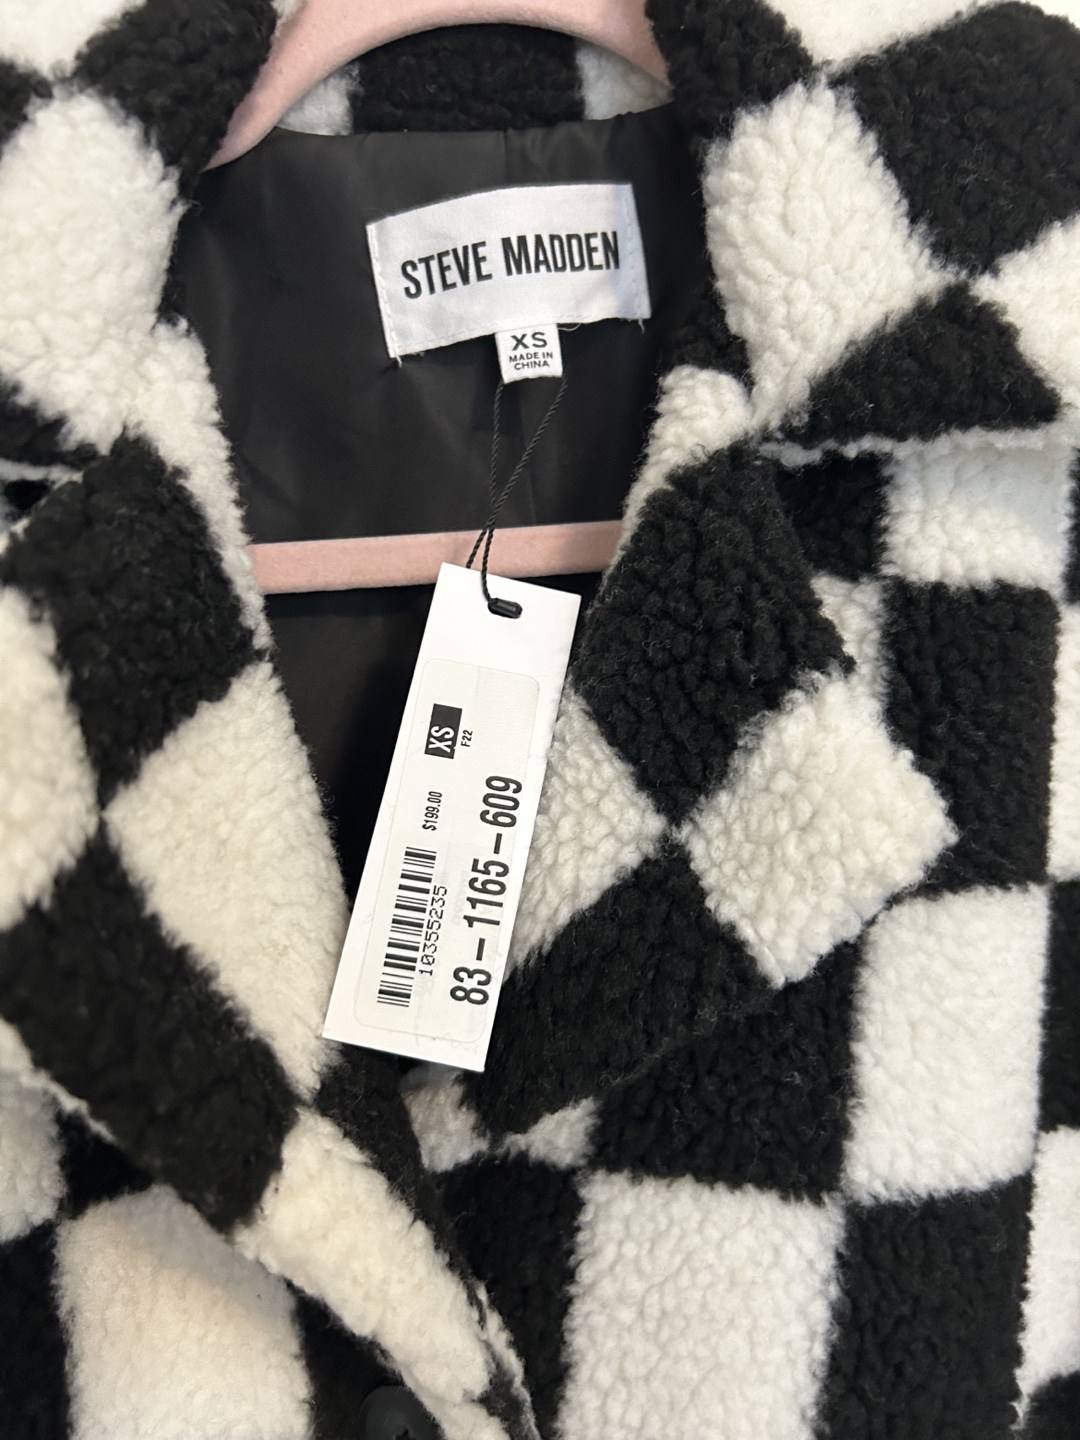 STEVE MADDEN
XS
MADE IN
CHINA
XS
F22
$199.00
10355235
83-1165-609